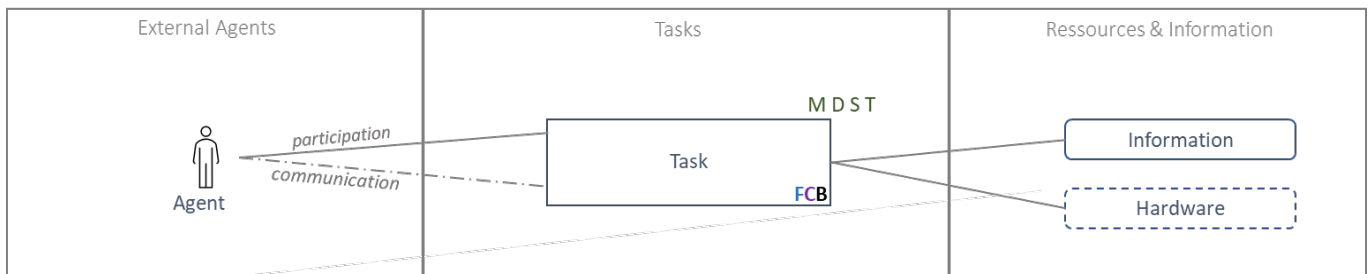 External Agents
Tasks
Ressources & Information
M D S T
participation
Information
Task
communication
FCB
Agent
Hardware